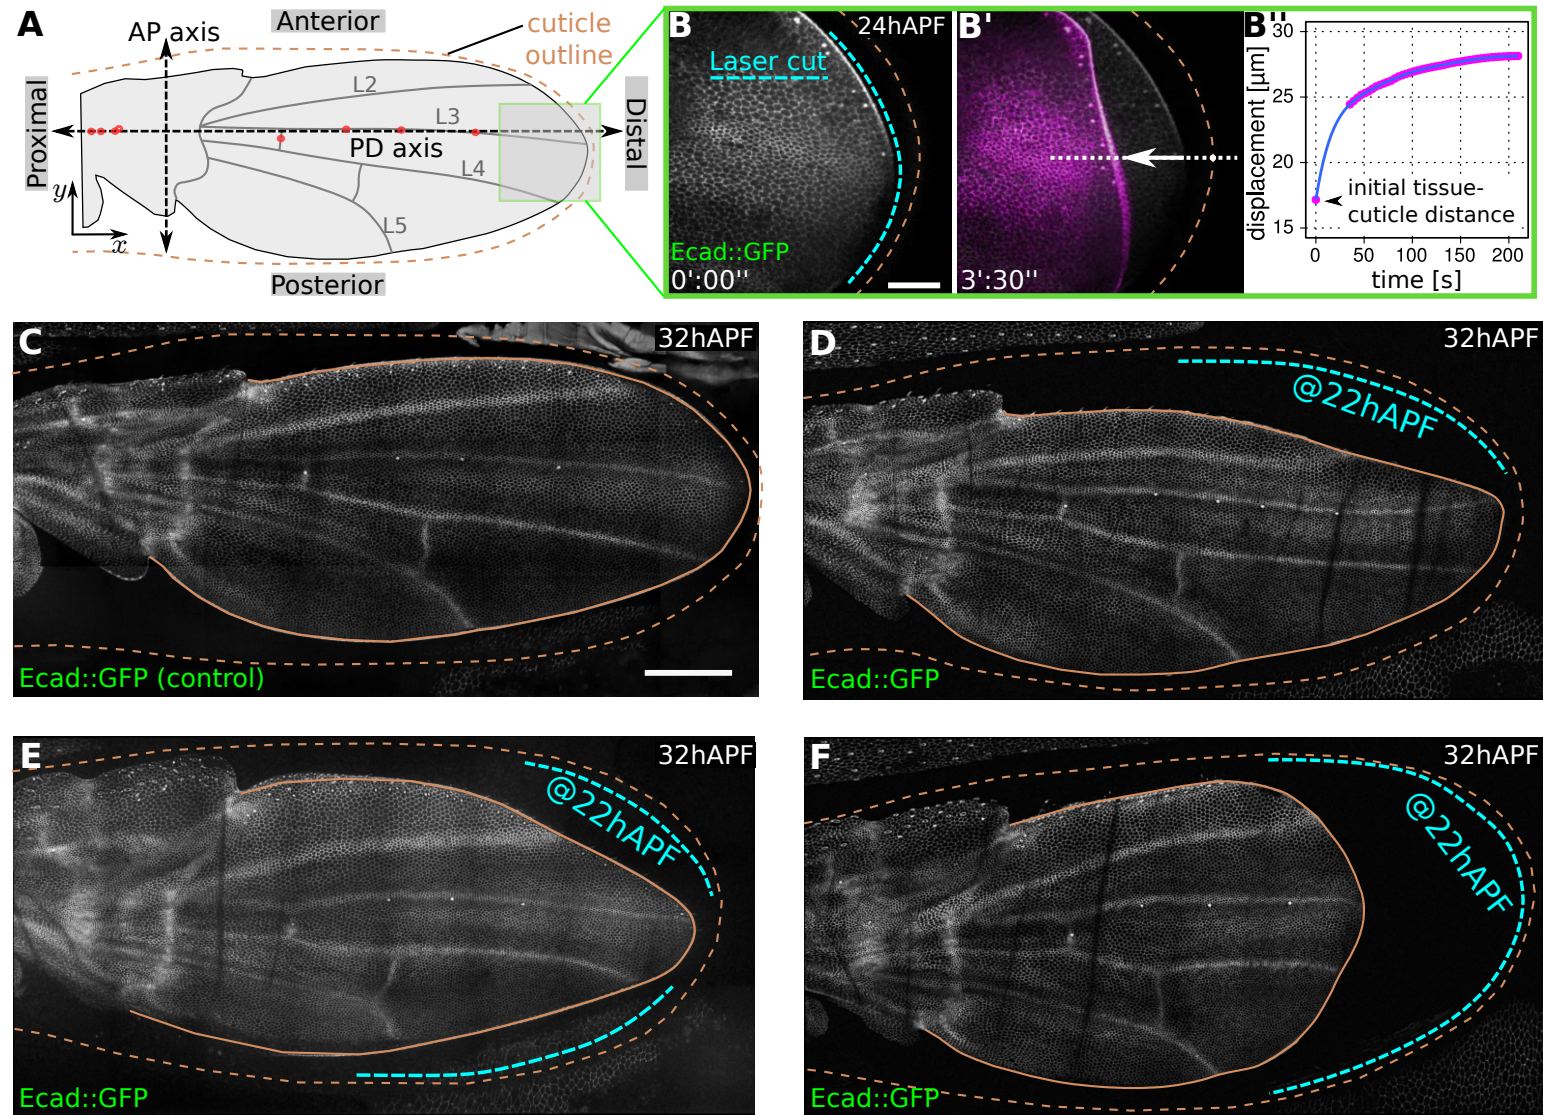 A
Anterior
AP axis
cuticle
outline
Proximal
Distal
L2
L3
PD axis
L4
L5
y
x
Posterior
B
24hAPF
Laser cut
Ecad::GFP
0':00''
B'
3':30''
B''
displacement [µm]
30
25
20
15
initial tissue-
cuticle distance
0
50
100
150
200
time [s]
C
32hAPF
Ecad::GFP (control)
D
32hAPF
@22hAPF
Ecad::GFP
E
32hAPF
@22hAPF
Ecad::GFP
F
32hAPF
@22hAPF
Ecad::GFP